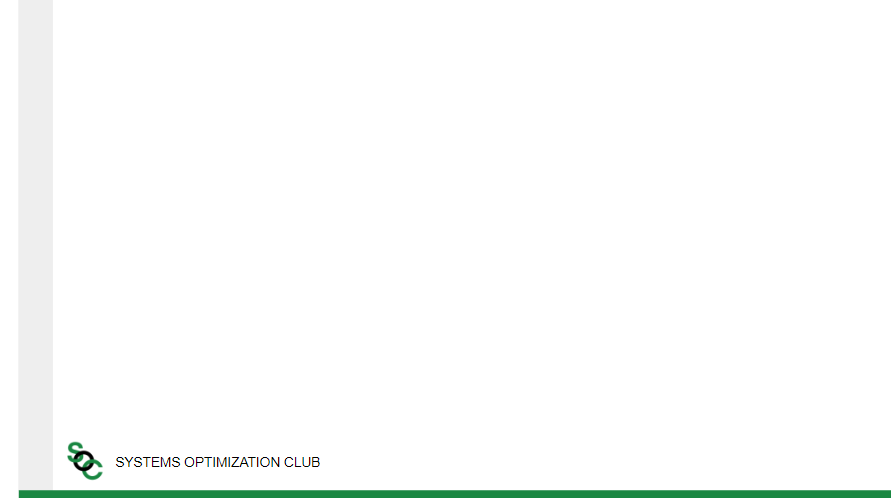 SOC SYSTEMS OPTIMIZATION CLUB